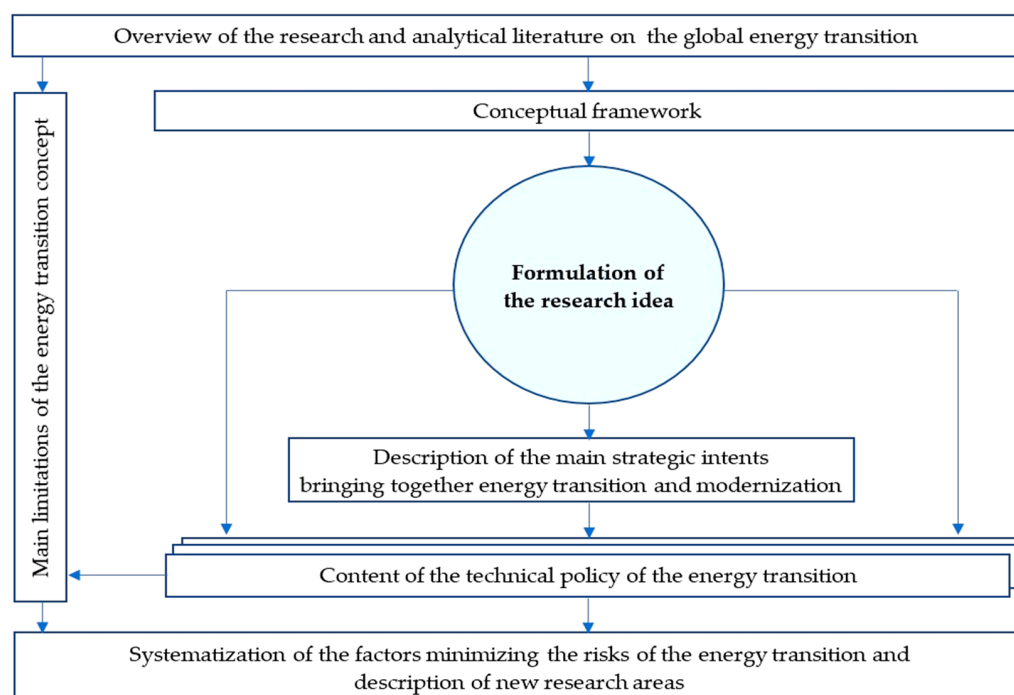 Overview of the research and analytical literature on the global energy transition
Main limitations of the energy transition concept
Conceptual framework
Formulation of
the research idea
Description of the main strategic intents
bringing together energy transition and modernization
Content of the technical policy of the energy transition
Systematization of the factors minimizing the risks of the energy transition and
description of new research areas